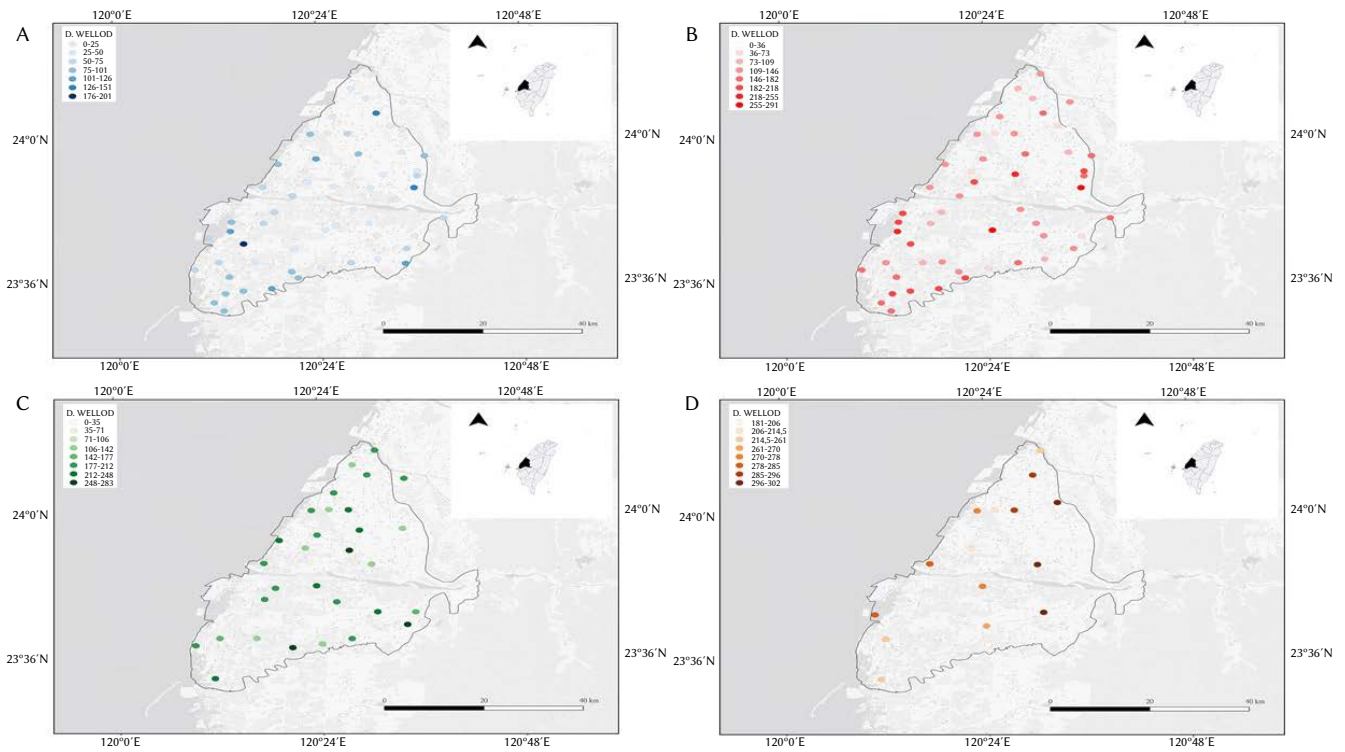 120°0′E 120°24′E 120°48′E
A
D. WELLOD
0-25
25-50
50-75
75-101
101-126
126-151
176-201
24°0′N
23°36′N
0 20 40 km
120°0′E 120°24′E 120°48′E
120°0′E 120°24′E 120°48′E
B
D. WELLOD
0-36
36-73
73-109
109-146
146-182
182-218
218-255
255-291
24°0′N 24°0′N
23°36′N 23°36′N
0 20 40 km
120°0′E 120°24′E 120°48′E
120°0′E 120°24′E 120°48′E
C
D. WELLOD
0-35
35-71
71-106
106-142
142-177
177-212
212-248
248-283
24°0′N
23°36′N
0 20 40 km
120°0′E 120°24′E 120°48′E
120°0′E 120°24′E 120°48′E
D
D. WELLOD
181-206
206-214,5
214,5-261
261-270
270-278
278-285
285-296
296-302
24°0′N 24°0′N
23°36′N 23°36′N
0 20 40 km
120°0′E 120°24′E 120°48′E